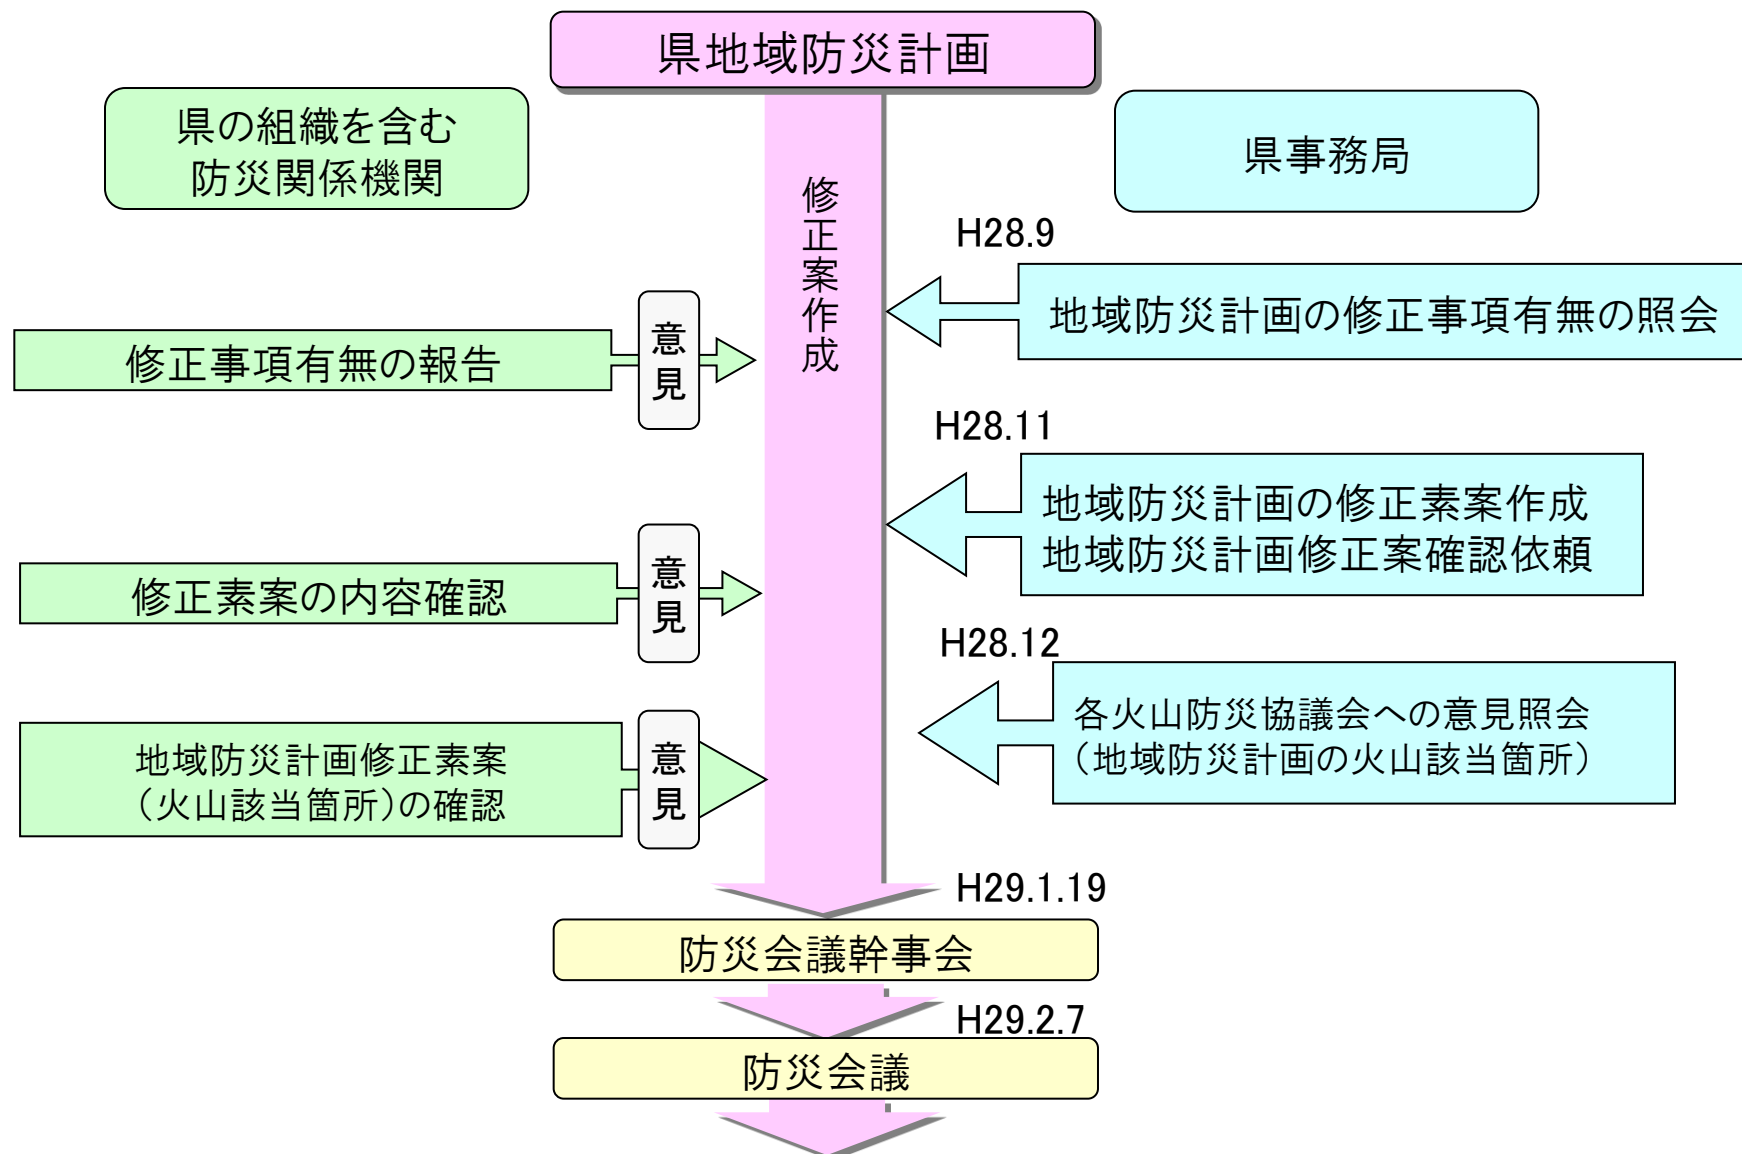 県地域防災計画
県の組織を含む
防災関係機関
県事務局
修正案作成
H28.9
地域防災計画の修正事項有無の照会
修正事項有無の報告
意見
H28.11
地域防災計画の修正素案作成
地域防災計画修正案確認依頼
修正素案の内容確認
意見
H28.12
各火山防災協議会への意見照会
（地域防災計画の火山該当箇所）
地域防災計画修正素案
（火山該当箇所）の確認
意見
H29.1.19
防災会議幹事会
H29.2.7
防災会議